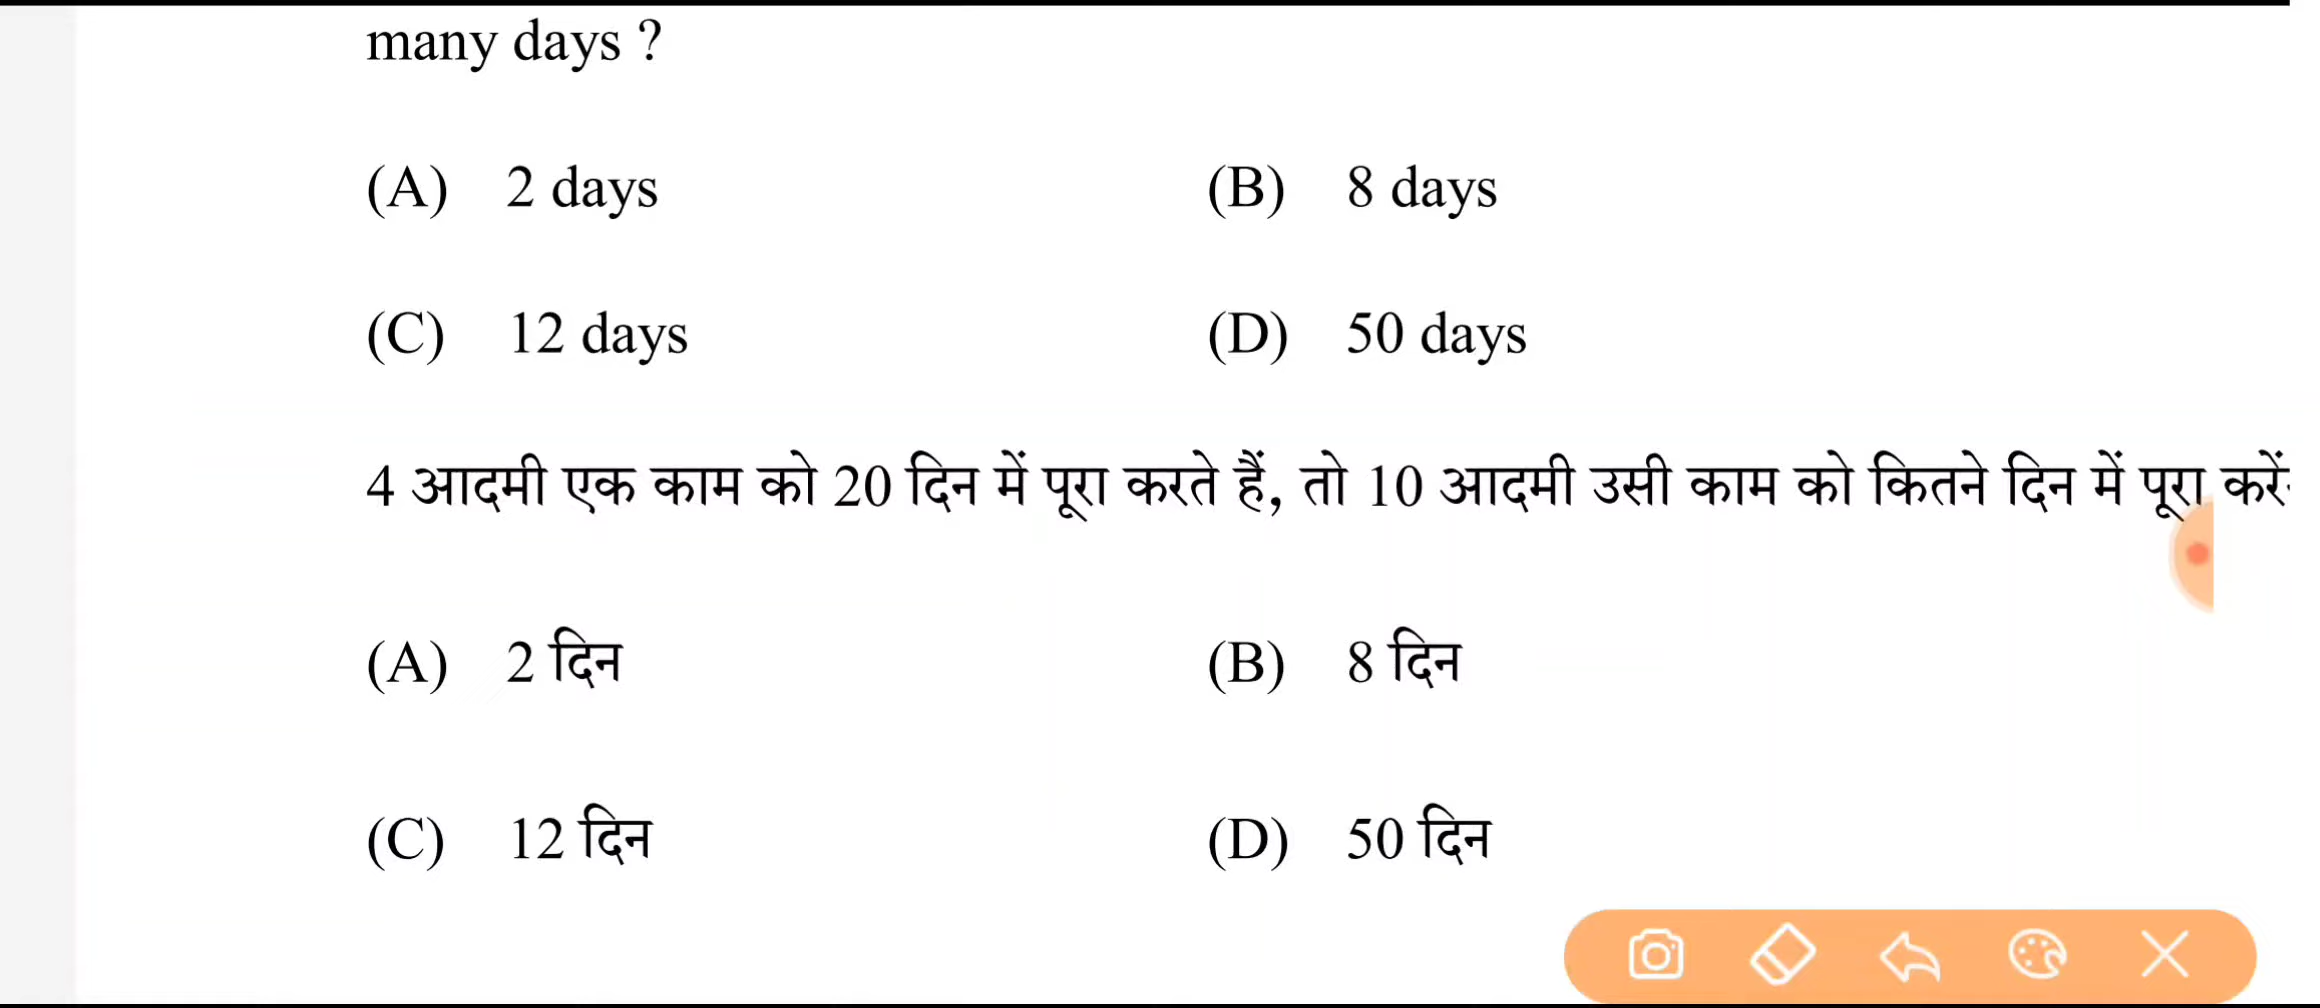 many days ?
(A) 2 days (B) 8 days
(C) 12 days (D) 50 days
4 आदमी एक काम को 20 दिन में पूरा करते हैं, तो 10 आदमी उसी काम को कितने दिन में पूरा करें
(A) 2 दिन (B) 8 दिन
(C) 12 दिन (D) 50 दिन